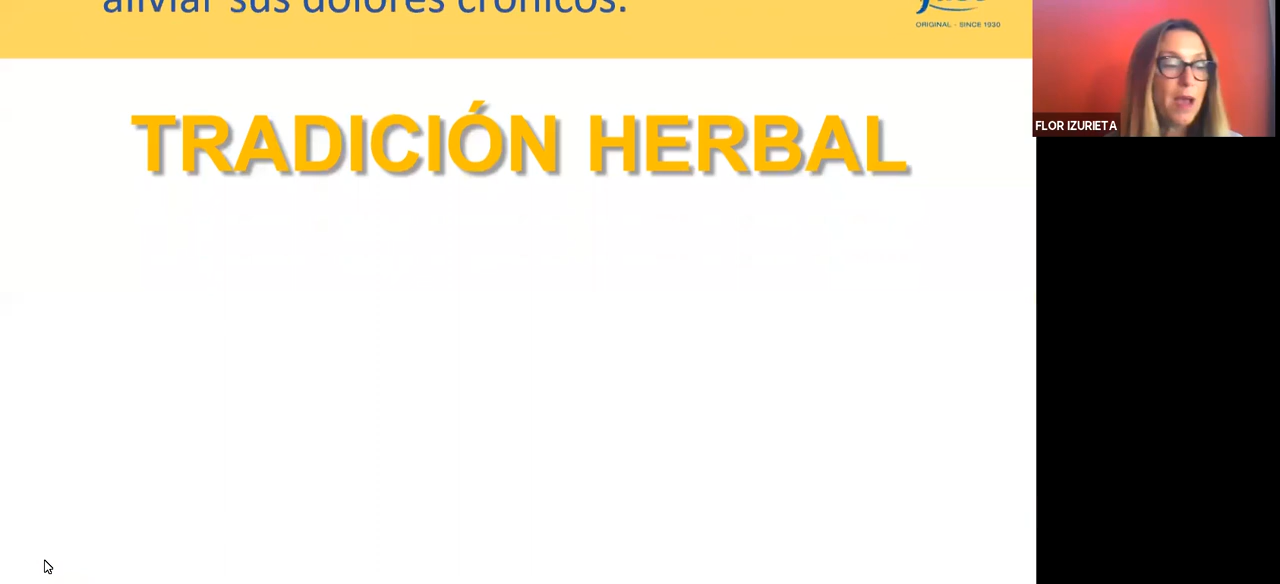 aliviar sus dolores crónicos.
ORIGINAL - SINCE 1930
TRADICIÓN HERBAL
FLOR IZURIETA